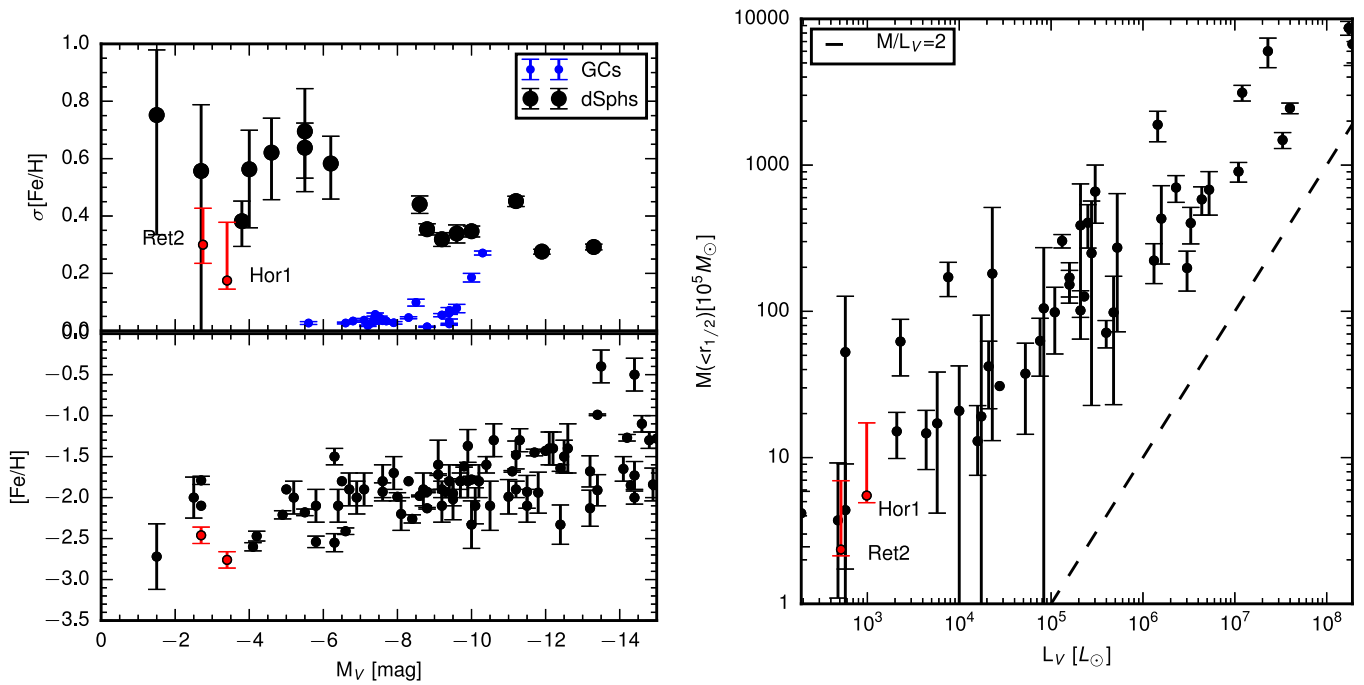 1.0
0.8
0.6
0.4
0.2
0.0
σ[Fe/H]
GCs
dSphs
Ret2
Hor1
0.0
−0.5
−1.0
−1.5
−2.0
−2.5
−3.0
−3.5
[Fe/H]
0 −2 −4 −6 −8 −10 −12 −14
M_V [mag]
10000
1000
100
10
1
M(<r_{1/2})[10^5 M_⊙]
M/L_V=2
Hor1
Ret2
10^3 10^4 10^5 10^6 10^7 10^8
L_V [L_⊙]